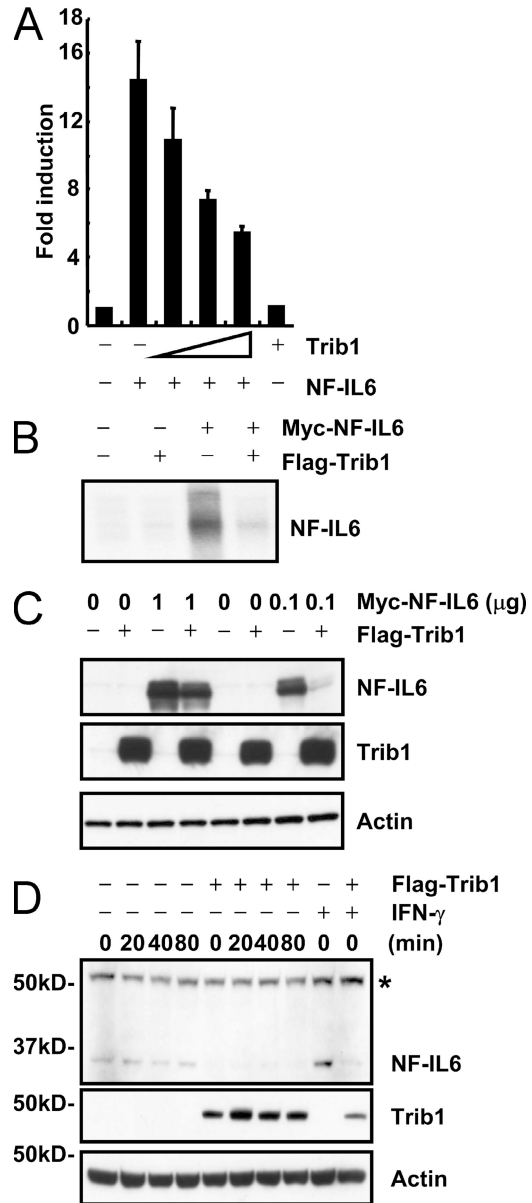 A
Fold induction
18
16
12
8
4
0
– – + Trib1
– + + + + – NF-IL6
B
– – + + Myc-NF-IL6
– + – + Flag-Trib1
NF-IL6
C
0 0 1 1 0 0 0.1 0.1 Myc-NF-IL6 (μg)
– + – + – + – + Flag-Trib1
NF-IL6
Trib1
Actin
D
– – – – + + + + – + Flag-Trib1
– – – – – – – – + + IFN-γ
0 20 40 80 0 20 40 80 0 0 (min)
50kD- *
37kD-
NF-IL6
50kD-
Trib1
50kD-
Actin